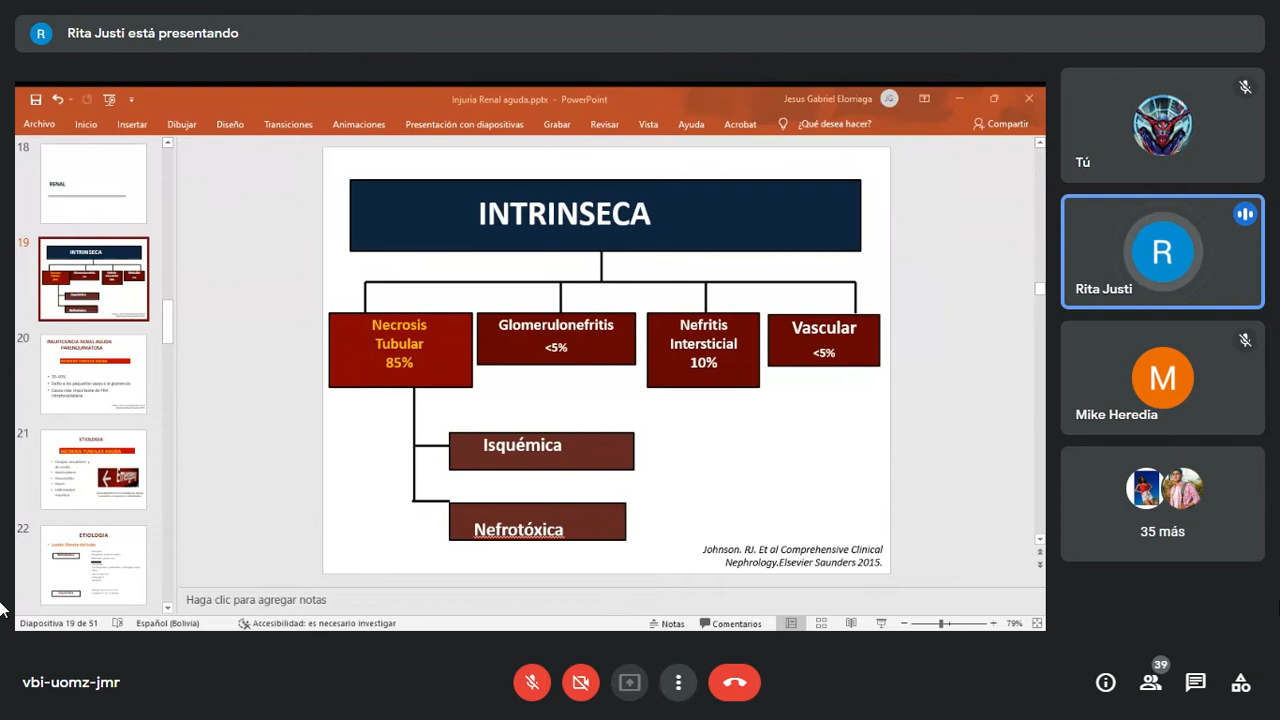 R Rita Justi está presentando
Injuria Renal aguda.pptx - PowerPoint
Jesus Gabriel Elorriaga JG
Archivo Inicio Insertar Dibujar Diseño Transiciones Animaciones Presentación con diapositivas Grabar Revisar Vista Ayuda Acrobat ¿Qué desea hacer? Compartir
18
RENAL
19
INTRINSECA
20
INSUFICIENCIA RENAL AGUDA
PARENQUIMATOSA
NECROSIS TUBULAR AGUDA
21
ETIOLOGIA
NECROSIS TUBULAR AGUDA
22
ETIOLOGIA
INTRINSECA
Necrosis
Tubular
85%
Glomerulonefritis
<5%
Nefritis
Intersticial
10%
Vascular
<5%
Isquémica
Nefrotóxica
Johnson. RJ. Et al Comprehensive Clinical
Nephrology.Elsevier Saunders 2015.
Haga clic para agregar notas
Diapositiva 19 de 51 Español (Bolivia) Accesibilidad: es necesario investigar Notas Comentarios 79%
Tú
R
Rita Justi
M
Mike Heredia
35 más
vbi-uomz-jmr
39